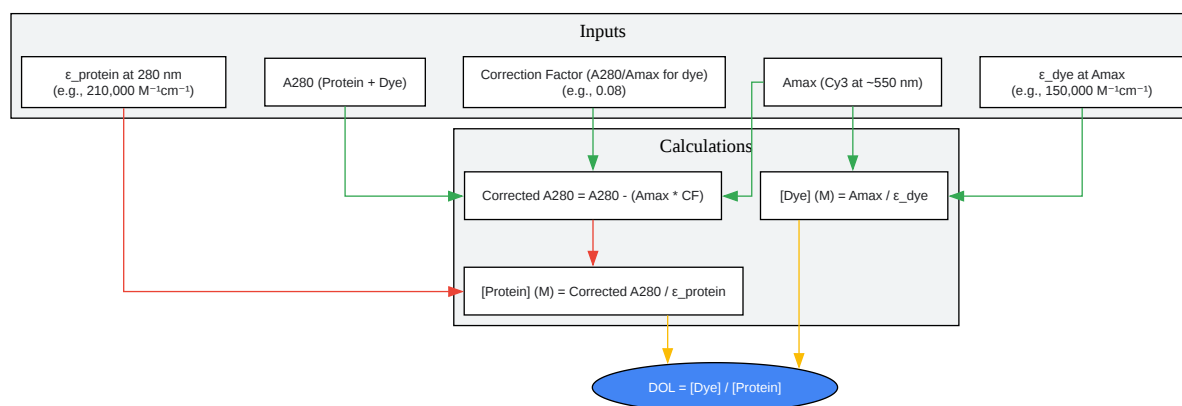 Inputs
ε_protein at 280 nm
(e.g., 210,000 M⁻¹cm⁻¹)
A280 (Protein + Dye)
Correction Factor (A280/Amax for dye)
(e.g., 0.08)
Amax (Cy3 at ~550 nm)
ε_dye at Amax
(e.g., 150,000 M⁻¹cm⁻¹)
Calculations
Corrected A280 = A280 - (Amax * CF)
[Dye] (M) = Amax / ε_dye
[Protein] (M) = Corrected A280 / ε_protein
DOL = [Dye] / [Protein]